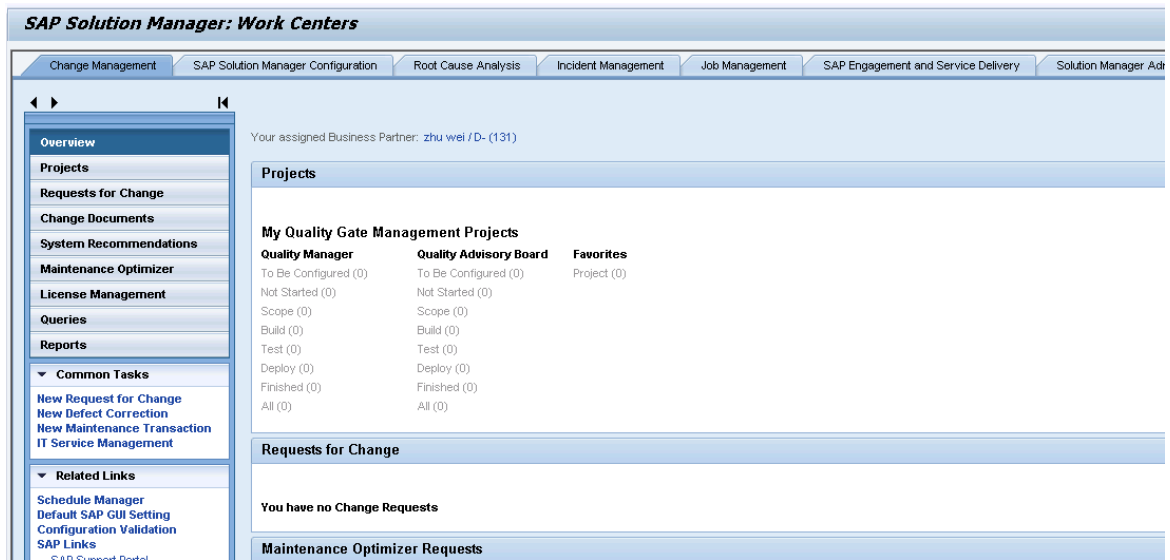 SAP Solution Manager: Work Centers
Change Management SAP Solution Manager Configuration Root Cause Analysis Incident Management Job Management SAP Engagement and Service Delivery Solution Manager Adr
Overview
Projects
Requests for Change
Change Documents
System Recommendations
Maintenance Optimizer
License Management
Queries
Reports
Common Tasks
New Request for Change
New Defect Correction
New Maintenance Transaction
IT Service Management
Related Links
Schedule Manager
Default SAP GUI Setting
Configuration Validation
SAP Links
SAP Support Portal
Your assigned Business Partner: zhu wei / D- (131)
Projects
My Quality Gate Management Projects
Quality Manager Quality Advisory Board Favorites
To Be Configured (0) To Be Configured (0) Project (0)
Not Started (0) Not Started (0)
Scope (0) Scope (0)
Build (0) Build (0)
Test (0) Test (0)
Deploy (0) Deploy (0)
Finished (0) Finished (0)
All (0) All (0)
Requests for Change
You have no Change Requests
Maintenance Optimizer Requests